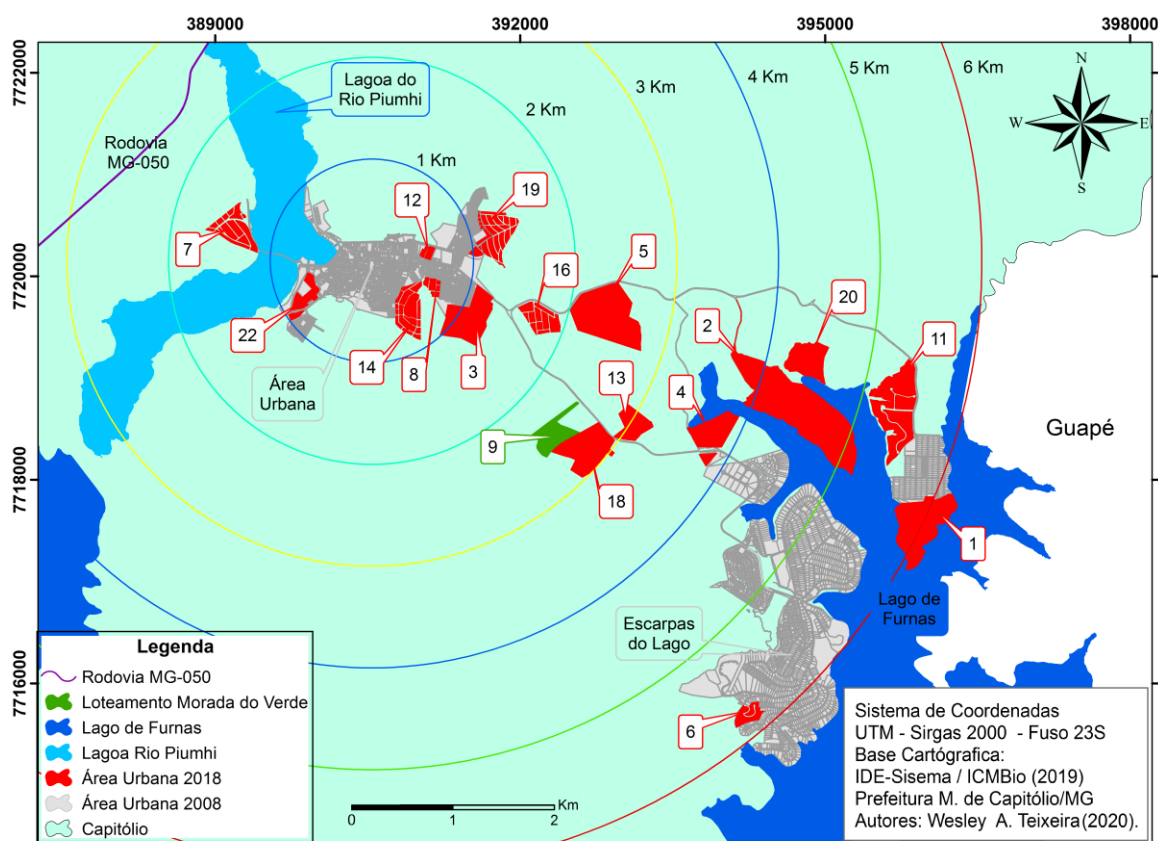 389000
392000
395000
398000
7722000
7720000
7718000
7716000
Lagoa do
Rio Piumhi
Rodovia
MG-050
1 Km
2 Km
3 Km
4 Km
5 Km
6 Km
N
W
E
S
12
19
7
16
5
20
2
11
22
14
8
3
13
4
Área
Urbana
9
18
1
Guapé
Escarpas
do Lago
Lago de
Furnas
6
Legenda
Rodovia MG-050
Loteamento Morada do Verde
Lago de Furnas
Lagoa Rio Piumhi
Área Urbana 2018
Área Urbana 2008
Capitólio
Km
0
1
2
Sistema de Coordenadas
UTM - Sirgas 2000 - Fuso 23S
Base Cartógrafica:
IDE-Sisema / ICMBio (2019)
Prefeitura M. de Capitólio/MG
Autores: Wesley A. Teixeira(2020).